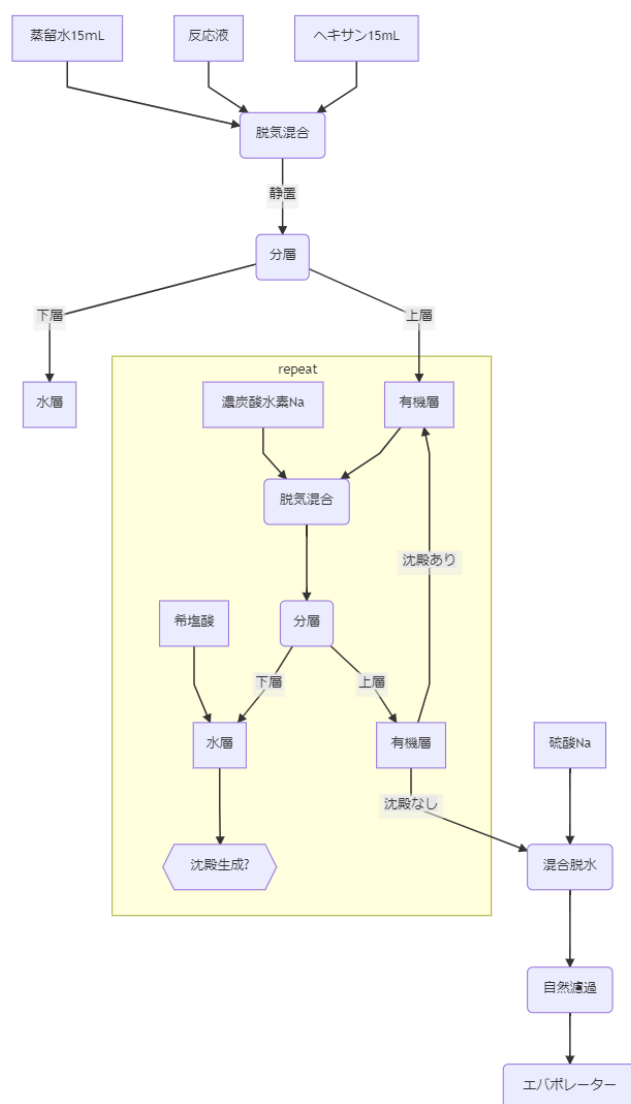 蒸留水15mL
反応液
ヘキサン15mL
脱気混合
静置
分層
下層
上層
repeat
水層
濃炭酸水素Na
有機層
脱気混合
沈殿あり
希塩酸
分層
下層
上層
水層
有機層
硫酸Na
沈殿なし
沈殿生成?
混合脱水
自然濾過
エバポレーター